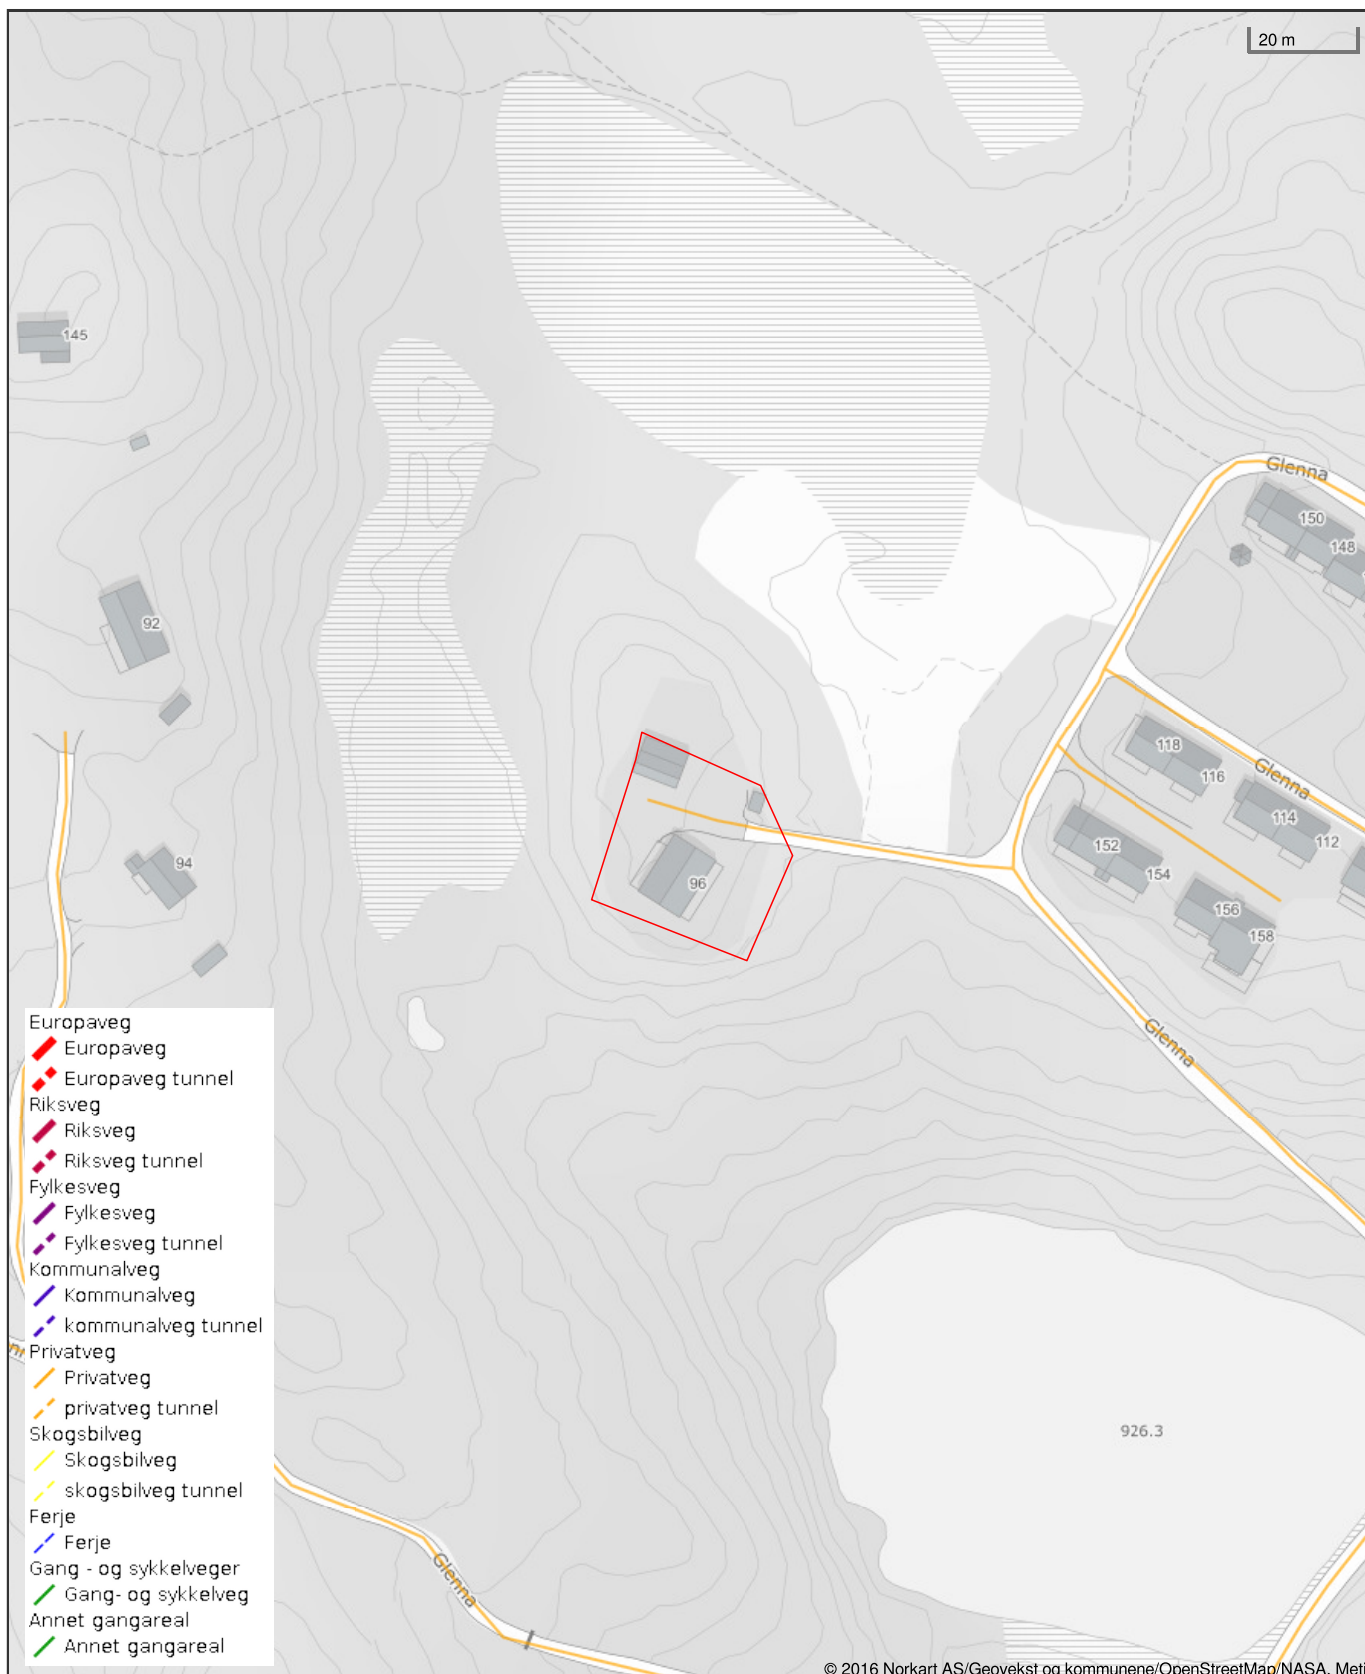 20 m
145
Glenna
150
148
92
118
116
Glenna
114
112
152
154
94
96
156
158
Glenna
Europaveg
Europaveg
Europaveg tunnel
Riksveg
Riksveg
Riksveg tunnel
Fylkesveg
Fylkesveg
Fylkesveg tunnel
Kommunalveg
Kommunalveg
kommunalveg tunnel
Privatveg
Privatveg
privatveg tunnel
Skogsbilveg
Skogsbilveg
skogsbilveg tunnel
Ferje
Ferje
Gang - og sykkelveger
Gang- og sykkelveg
Annet gangareal
Annet gangareal
926.3
Glenna
© 2016 Norkart AS/Geovekst og kommunene/OpenStreetMap/NASA, Meti